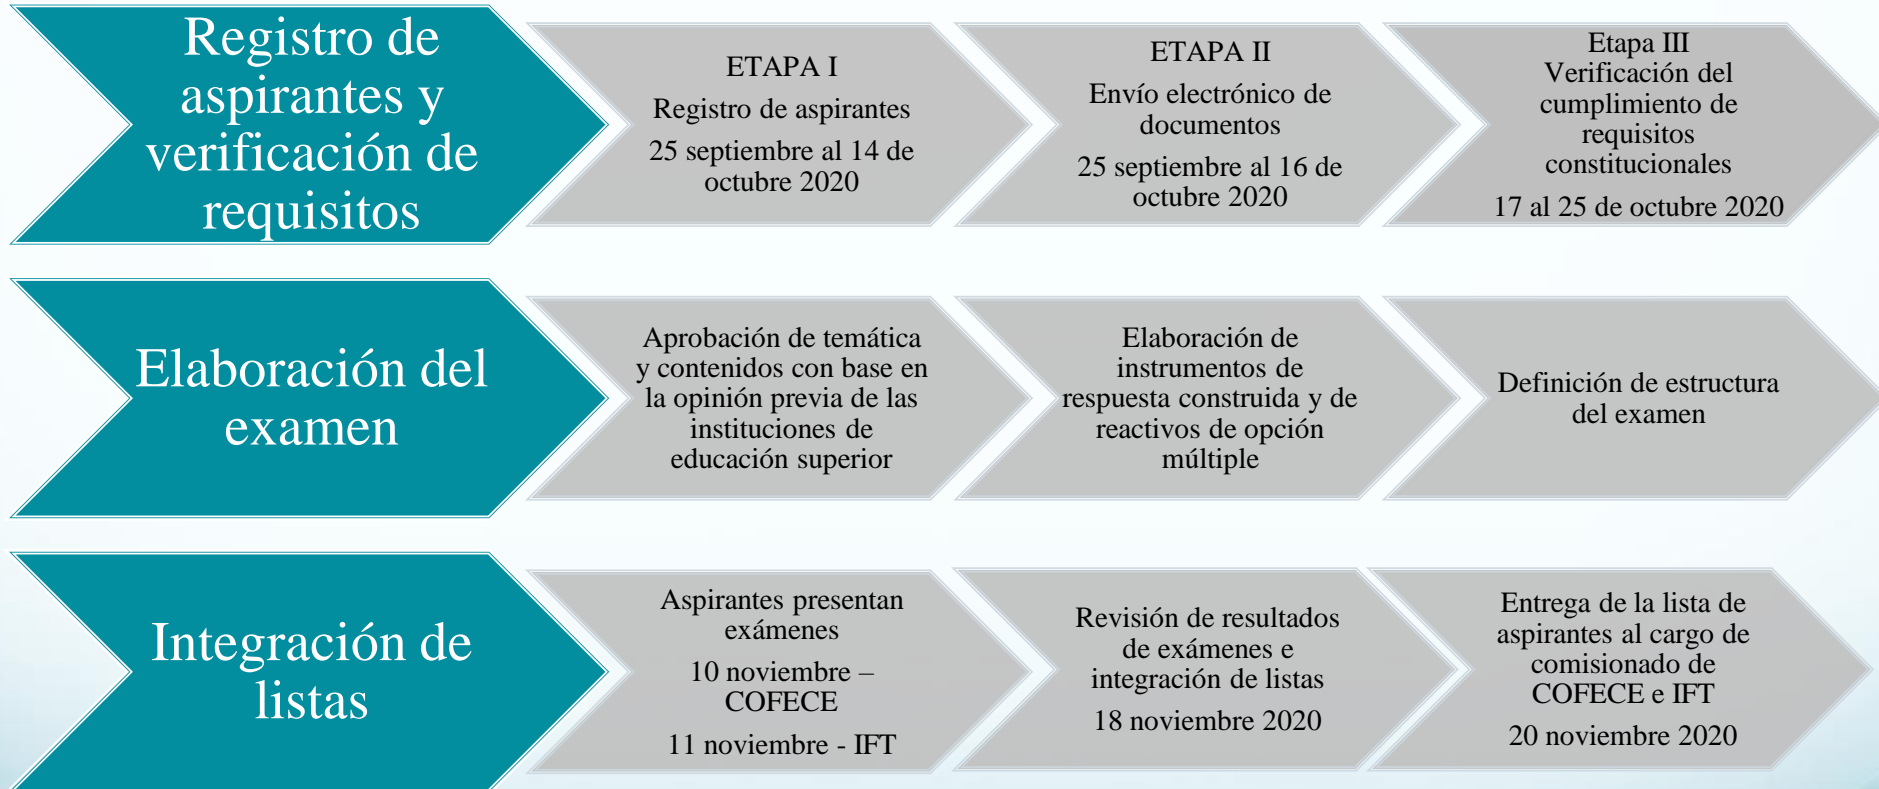 Registro de
aspirantes y
verificación de
requisitos
ETAPA I
Registro de aspirantes
25 septiembre al 14 de
octubre 2020
ETAPA II
Envío electrónico de
documentos
25 septiembre al 16 de
octubre 2020
Etapa III
Verificación del
cumplimiento de
requisitos
constitucionales
17 al 25 de octubre 2020
Elaboración del
examen
Aprobación de temática
y contenidos con base en
la opinión previa de las
instituciones de
educación superior
Elaboración de
instrumentos de
respuesta construida y de
reactivos de opción
múltiple
Definición de estructura
del examen
Integración de
listas
Aspirantes presentan
exámenes
10 noviembre –
COFECE
11 noviembre - IFT
Revisión de resultados
de exámenes e
integración de listas
18 noviembre 2020
Entrega de la lista de
aspirantes al cargo de
comisionado de
COFECE e IFT
20 noviembre 2020